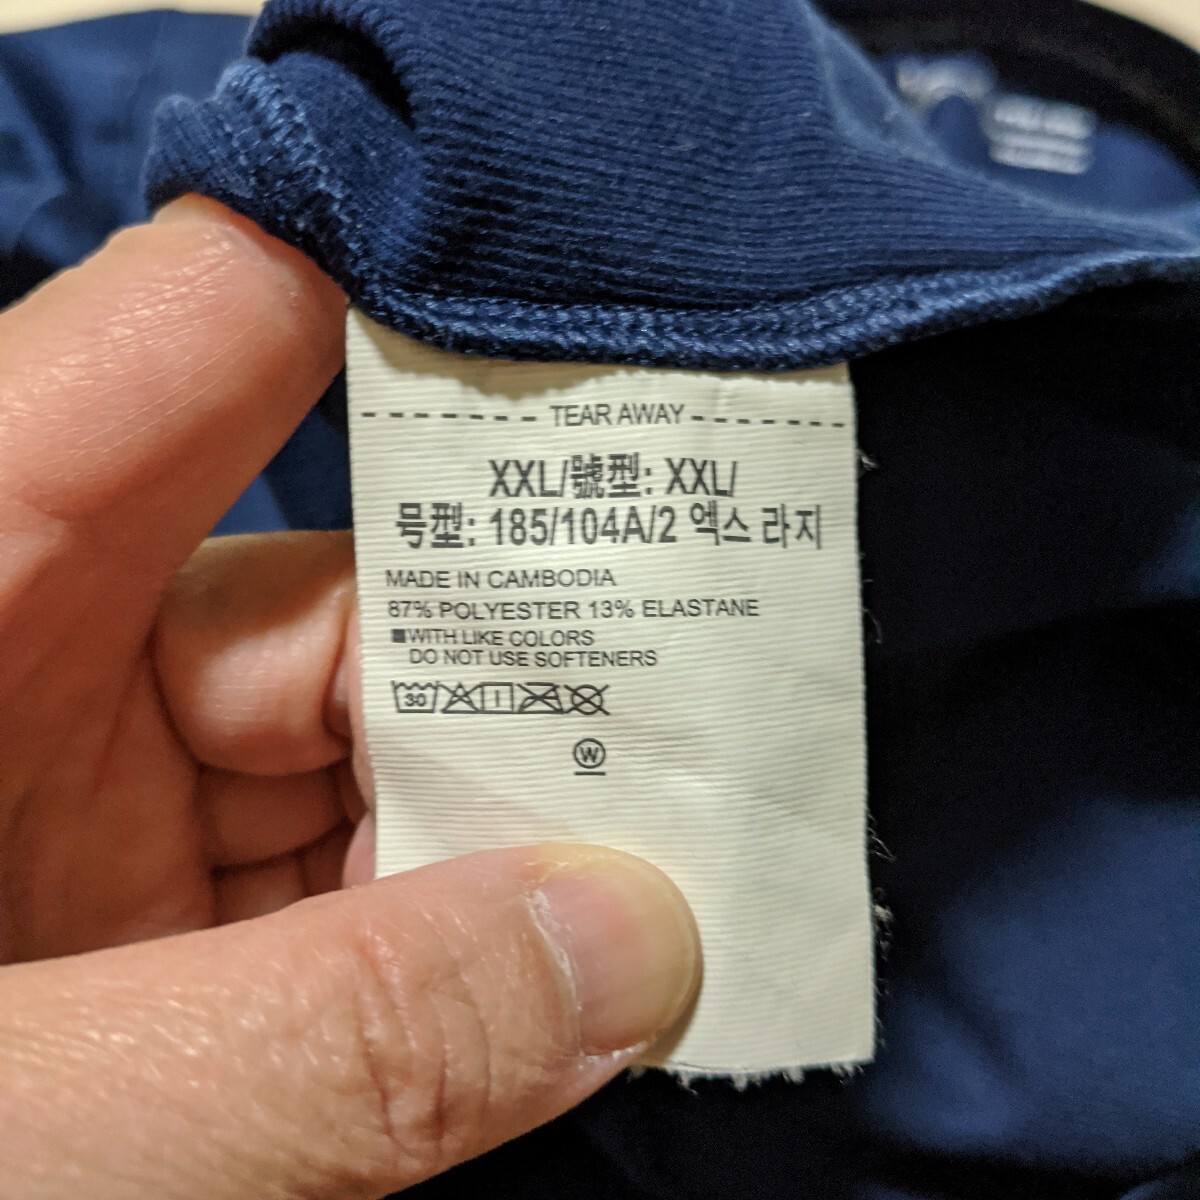 TEAR AWAY
XXL/號型: XXL/
号型: 185/104A/2 엑스 라지
MADE IN CAMBODIA
87% POLYESTER 13% ELASTANE
■WITH LIKE COLORS
DO NOT USE SOFTENERS
30
W